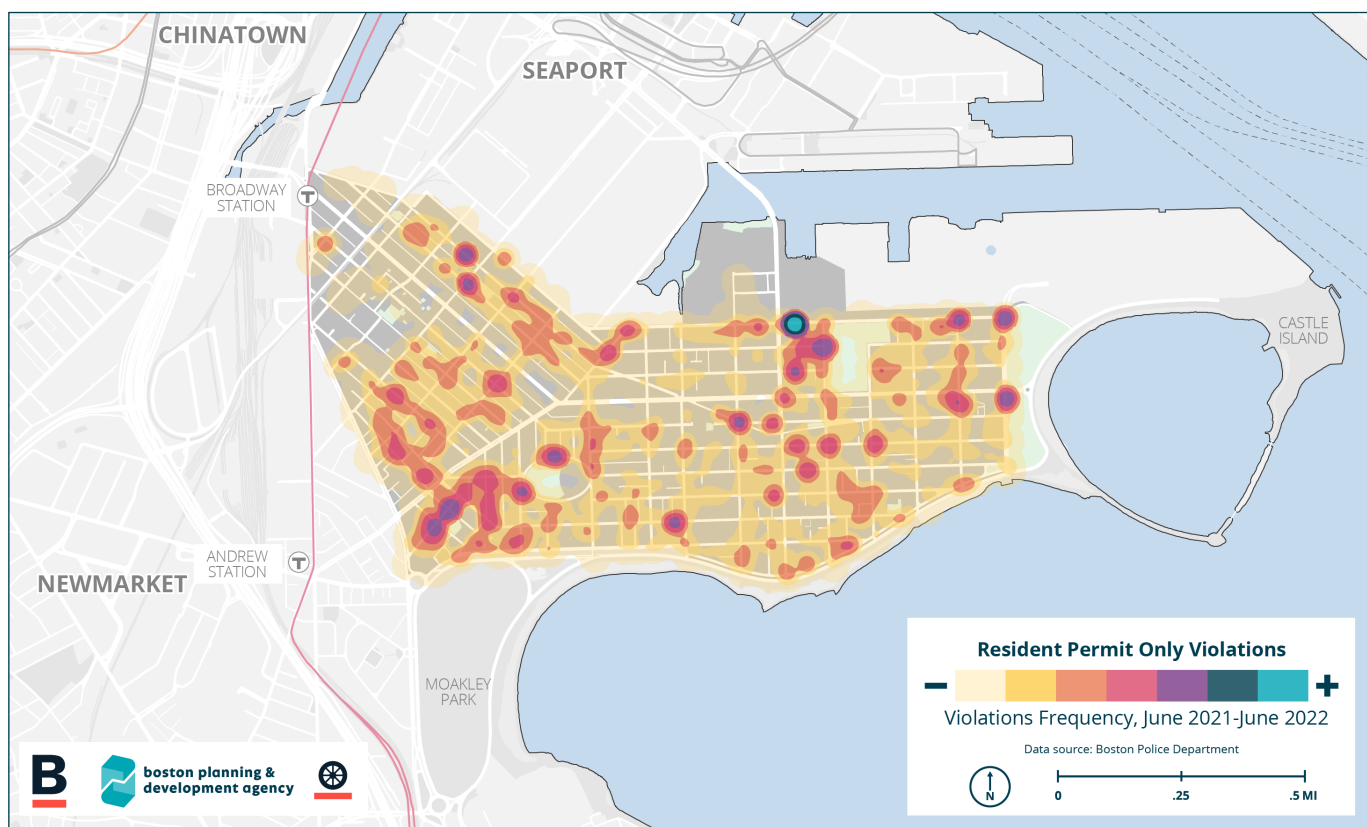 CHINATOWN
SEAPORT
BROADWAY
STATION
T
CASTLE
ISLAND
ANDREW
STATION
T
NEWMARKET
MOAKLEY
PARK
Resident Permit Only Violations
− +
Violations Frequency, June 2021-June 2022
Data source: Boston Police Department
N
0 .25 .5 MI
B
boston planning &
development agency